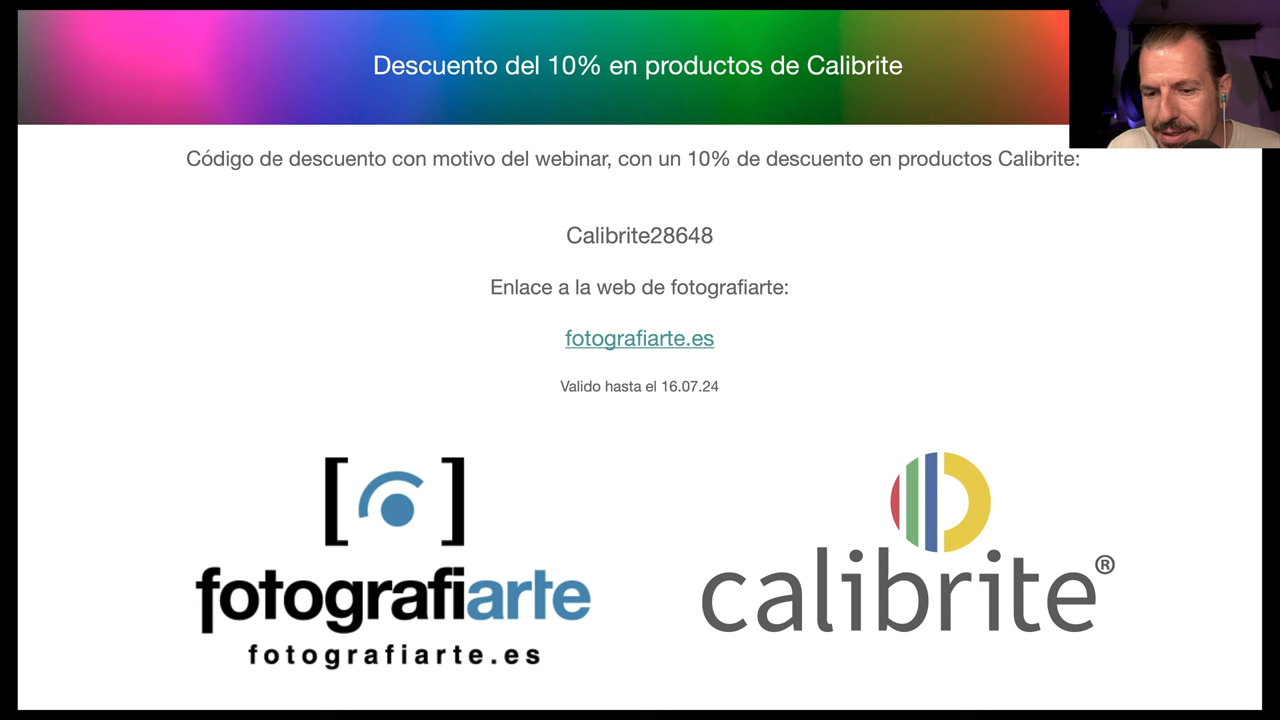 Descuento del 10% en productos de Calibrite
Código de descuento con motivo del webinar, con un 10% de descuento en productos Calibrite:
Calibrite28648
Enlace a la web de fotografiarte:
fotografiarte.es
Valido hasta el 16.07.24
[ ]
fotografiarte
fotografiarte.es
calibrite®